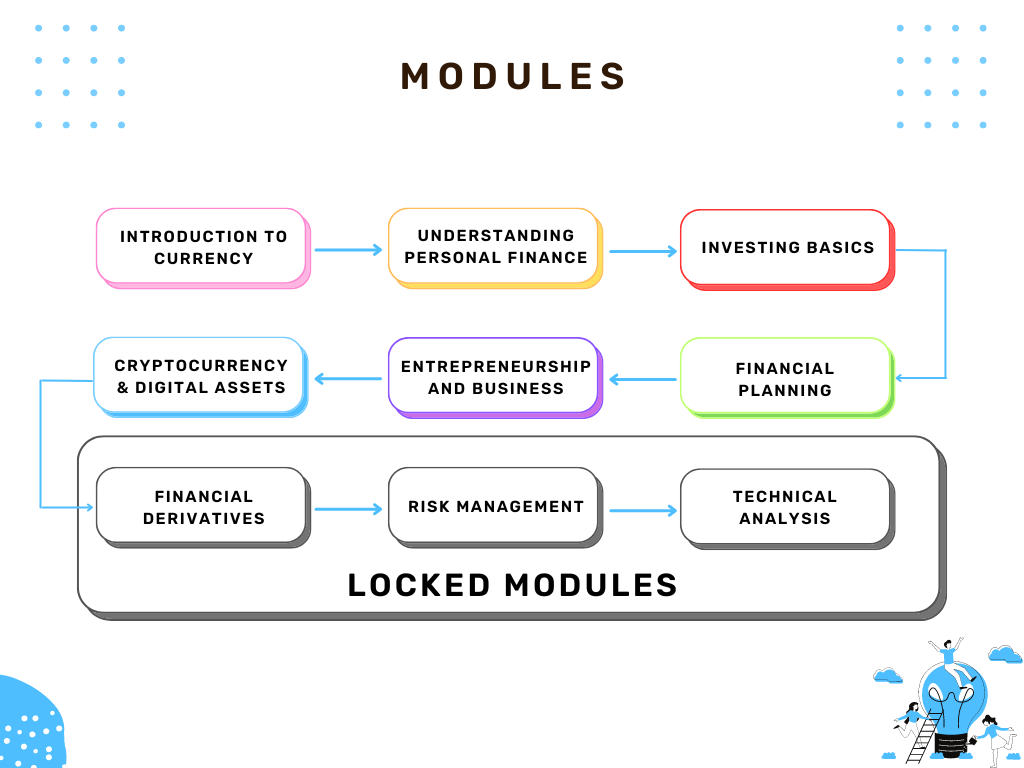 MODULES
INTRODUCTION TO
CURRENCY
UNDERSTANDING
PERSONAL FINANCE
INVESTING BASICS
CRYPTOCURRENCY
& DIGITAL ASSETS
ENTREPRENEURSHIP
AND BUSINESS
FINANCIAL
PLANNING
FINANCIAL
DERIVATIVES
RISK MANAGEMENT
TECHNICAL
ANALYSIS
LOCKED MODULES